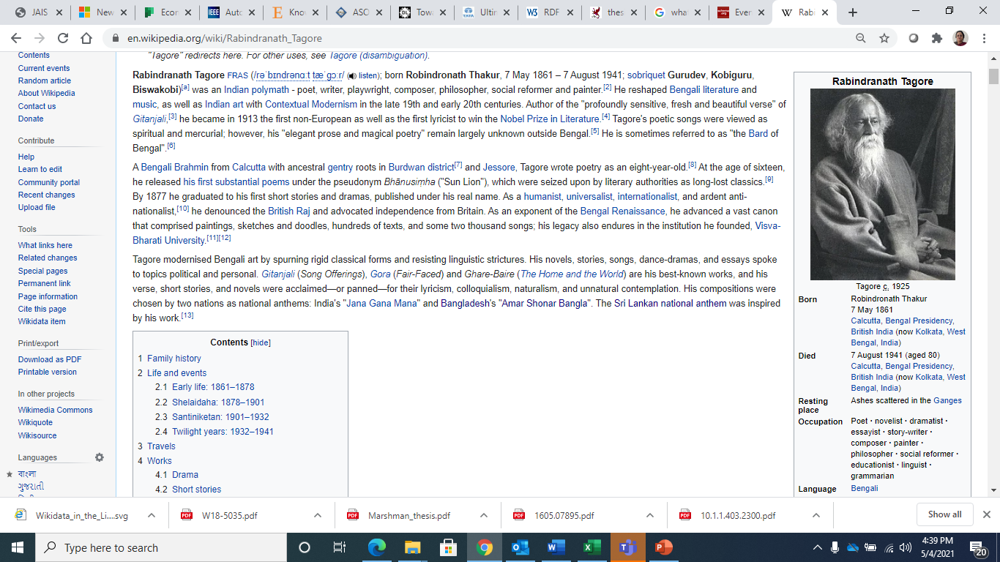 JAIS
New
Econ
IEEE
Auto
Kno
ASO
Towa
TATA
Ultin
W3
RDF
thes
wha
Ever
W
Rabi
en.wikipedia.org/wiki/Rabindranath_Tagore
"Tagore" redirects here. For other uses, see Tagore (disambiguation).
Rabindranath Tagore FRAS (/rəˈbɪndrənɑːt tæˈɡɔːr/ (listen); born Robindronath Thakur, 7 May 1861 – 7 August 1941; sobriquet Gurudev, Kobiguru,
Biswakobi)[a] was an Indian polymath - poet, writer, playwright, composer, philosopher, social reformer and painter.[2] He reshaped Bengali literature and
music, as well as Indian art with Contextual Modernism in the late 19th and early 20th centuries. Author of the "profoundly sensitive, fresh and beautiful verse" of
Gitanjali,[3] he became in 1913 the first non-European as well as the first lyricist to win the Nobel Prize in Literature.[4] Tagore's poetic songs were viewed as
spiritual and mercurial; however, his "elegant prose and magical poetry" remain largely unknown outside Bengal.[5] He is sometimes referred to as "the Bard of
Bengal".[6]
A Bengali Brahmin from Calcutta with ancestral gentry roots in Burdwan district[7] and Jessore, Tagore wrote poetry as an eight-year-old.[8] At the age of sixteen,
he released his first substantial poems under the pseudonym Bhānusiṃha ("Sun Lion"), which were seized upon by literary authorities as long-lost classics.[9]
By 1877 he graduated to his first short stories and dramas, published under his real name. As a humanist, universalist, internationalist, and ardent anti-
nationalist,[10] he denounced the British Raj and advocated independence from Britain. As an exponent of the Bengal Renaissance, he advanced a vast canon
that comprised paintings, sketches and doodles, hundreds of texts, and some two thousand songs; his legacy also endures in the institution he founded, Visva-
Bharati University.[11][12]
Tagore modernised Bengali art by spurning rigid classical forms and resisting linguistic strictures. His novels, stories, songs, dance-dramas, and essays spoke
to topics political and personal. Gitanjali (Song Offerings), Gora (Fair-Faced) and Ghare-Baire (The Home and the World) are his best-known works, and his
verse, short stories, and novels were acclaimed—or panned—for their lyricism, colloquialism, naturalism, and unnatural contemplation. His compositions were
chosen by two nations as national anthems: India's "Jana Gana Mana" and Bangladesh's "Amar Shonar Bangla". The Sri Lankan national anthem was inspired
by his work.[13]
Contents [hide]
1 Family history
2 Life and events
2.1 Early life: 1861–1878
2.2 Shelaidaha: 1878–1901
2.3 Santiniketan: 1901–1932
2.4 Twilight years: 1932–1941
3 Travels
4 Works
4.1 Drama
4.2 Short stories
Contents
Current events
Random article
About Wikipedia
Contact us
Donate
Contribute
Help
Learn to edit
Community portal
Recent changes
Upload file
Tools
What links here
Related changes
Special pages
Permanent link
Page information
Cite this page
Wikidata item
Print/export
Download as PDF
Printable version
In other projects
Wikimedia Commons
Wikiquote
Wikisource
Languages
বাংলা
ગુજરાતી
Rabindranath Tagore
Tagore c. 1925
Born Robindronath Thakur
7 May 1861
Calcutta, Bengal Presidency,
British India (now Kolkata, West
Bengal, India)
Died 7 August 1941 (aged 80)
Calcutta, Bengal Presidency,
British India (now Kolkata, West
Bengal, India)
Resting Ashes scattered in the Ganges
place
Occupation Poet · novelist · dramatist ·
essayist · story-writer ·
composer · painter ·
philosopher · social reformer ·
educationist · linguist ·
grammarian
Language Bengali
Wikidata_in_the_Li....svg
PDF W18-5035.pdf
PDF Marshman_thesis.pdf
PDF 1605.07895.pdf
PDF 10.1.1.403.2300.pdf
Show all
Type here to search
4:39 PM
5/4/2021
20